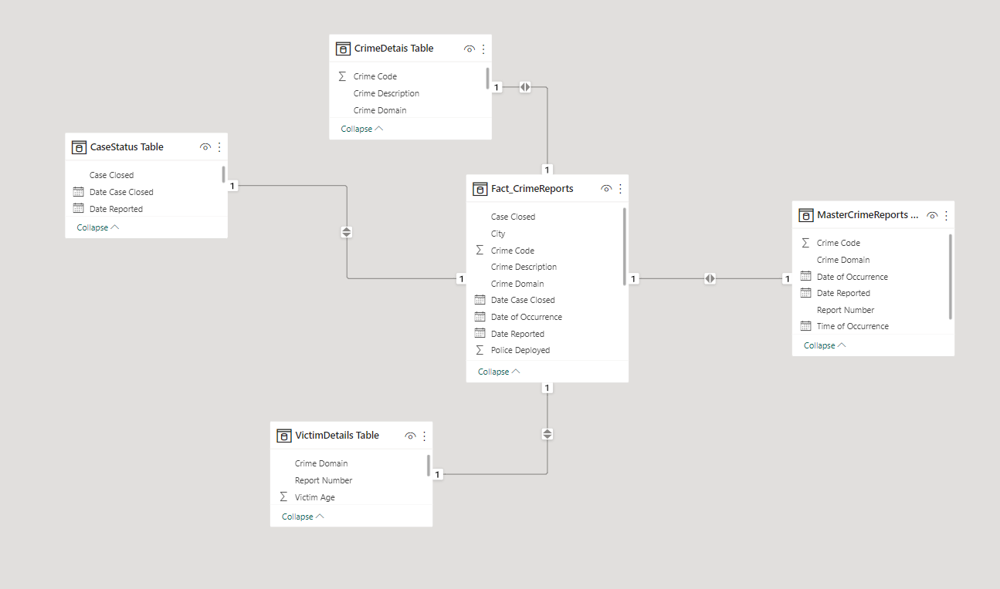 CrimeDetais Table
Crime Code
Crime Description
Crime Domain
Collapse
1
1
CaseStatus Table
Case Closed
Date Case Closed
Date Reported
Collapse
1
1
Fact_CrimeReports
Case Closed
City
Crime Code
Crime Description
Crime Domain
Date Case Closed
Date of Occurrence
Date Reported
Police Deployed
Collapse
1
1
MasterCrimeReports ...
Crime Code
Crime Domain
Date of Occurrence
Date Reported
Report Number
Time of Occurrence
Collapse
1
1
VictimDetails Table
Crime Domain
Report Number
Victim Age
Collapse